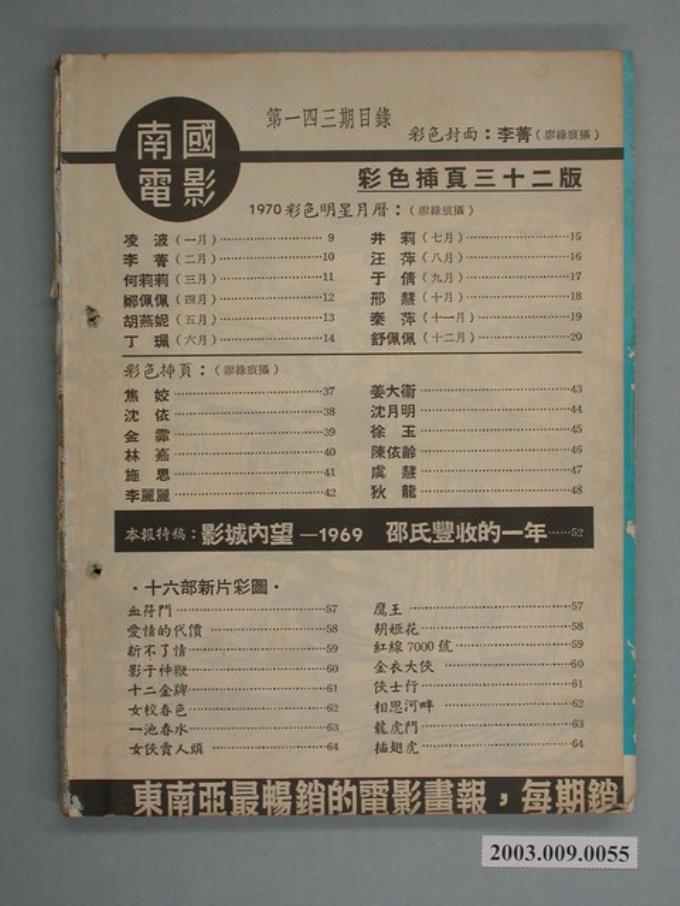 南國
電影
第一四三期目錄
彩色封面：李菁（廖綠痕攝）
彩色插頁三十二版
1970彩色明星月曆：（廖綠痕攝）
凌 波（一月）……9
李 菁（二月）……10
何莉莉（三月）……11
鄭佩佩（四月）……12
胡燕妮（五月）……13
丁 珮（六月）……14
井 莉（七月）……15
汪 萍（八月）……16
于 倩（九月）……17
邢 慧（十月）……18
秦 萍（十一月）……19
舒佩佩（十二月）……20
彩色挿頁：（廖綠痕攝）
焦 姣……37
沈 依……38
金 霏……39
林 嘉……40
施 思……41
李麗麗……42
姜大衞……43
沈月明……44
徐 玉……45
陳依齡……46
虞 慧……47
狄 龍……48
本報特稿：影城內望—1969 邵氏豐收的一年……52
·十六部新片彩圖·
血符門……57
愛情的代價……58
新不了情……59
影子神鞭……60
十二金牌……61
女校春色……62
一池春水……63
女俠賣人頭……64
鷹王……57
胡姬花……58
紅線7000號……59
金衣大俠……60
俠士行……61
相思河畔……62
龍虎鬥……63
插翅虎……64
東南亞最暢銷的電影畫報，每期銷
2003.009.0055